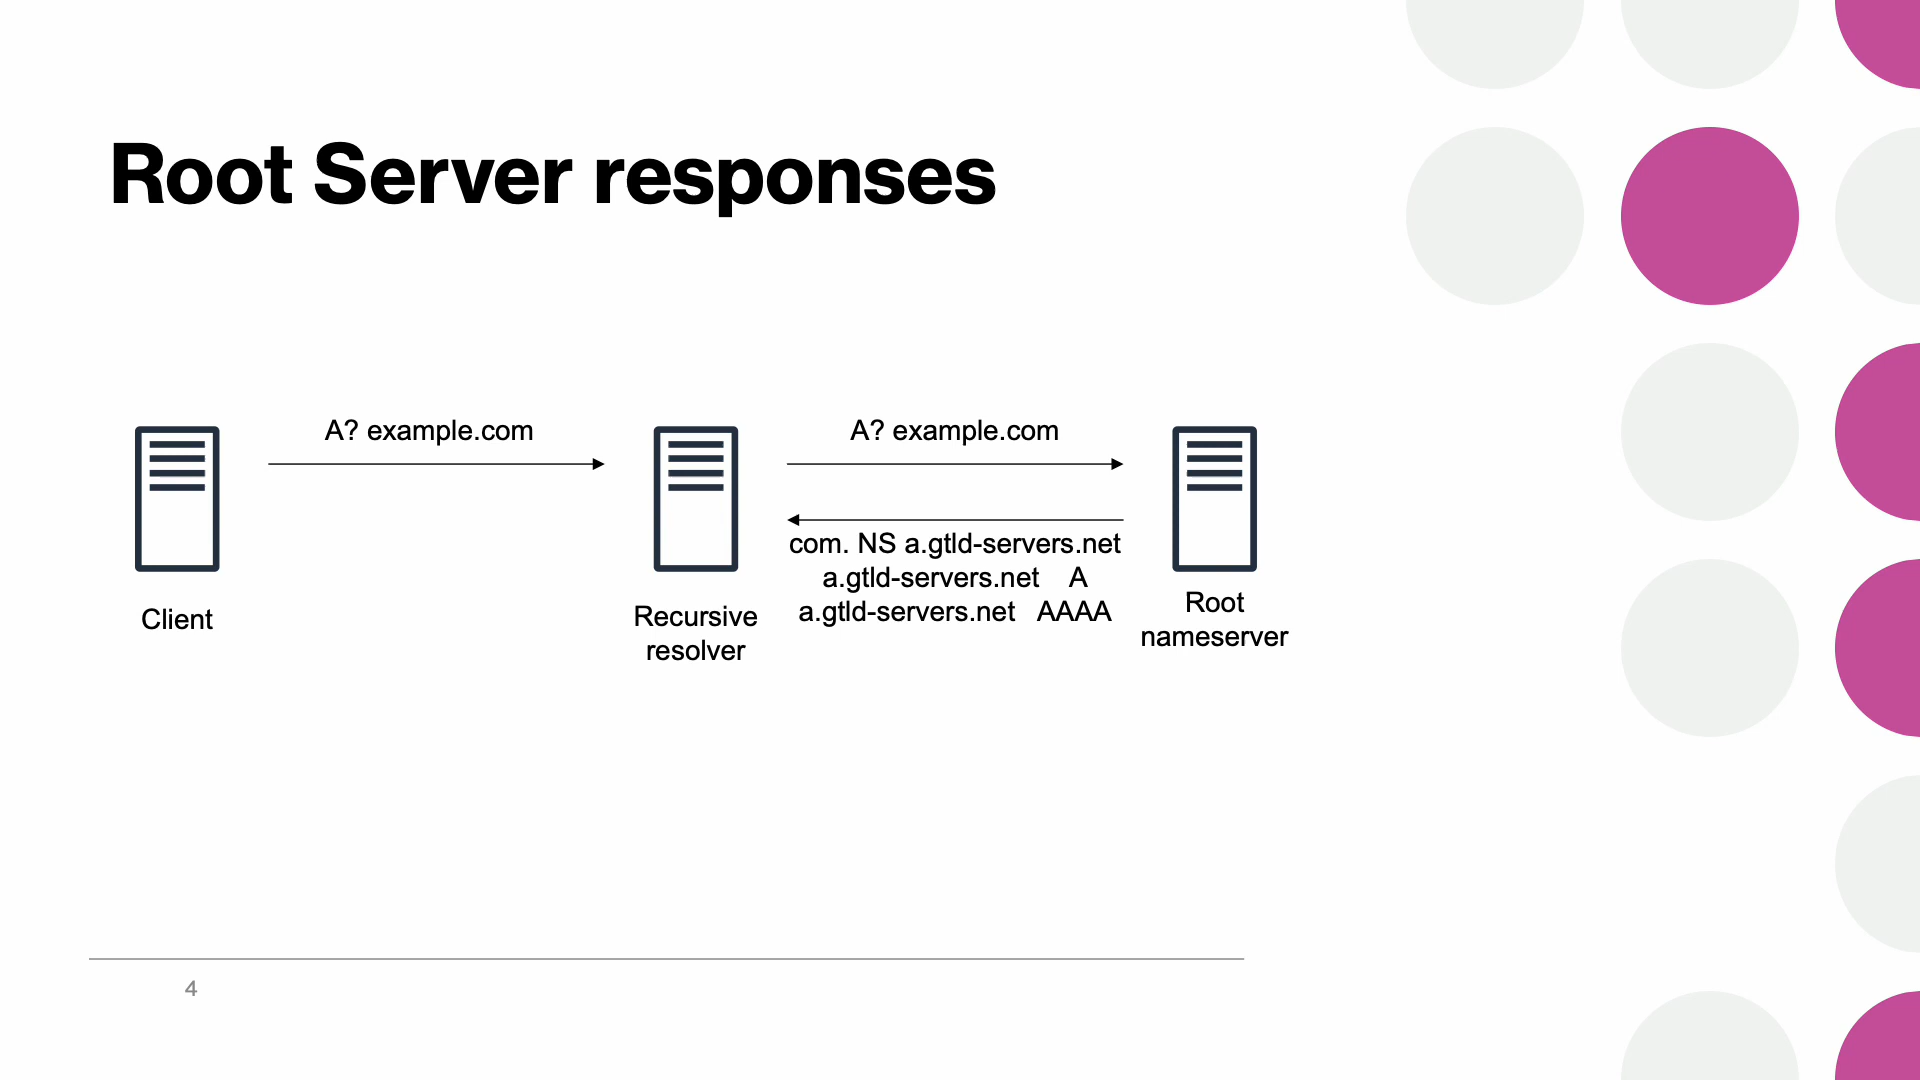 Root Server responses
A? example.com
A? example.com
com. NS a.gtld-servers.net
a.gtld-servers.net A
a.gtld-servers.net AAAA
Client
Recursive
resolver
Root
nameserver
4